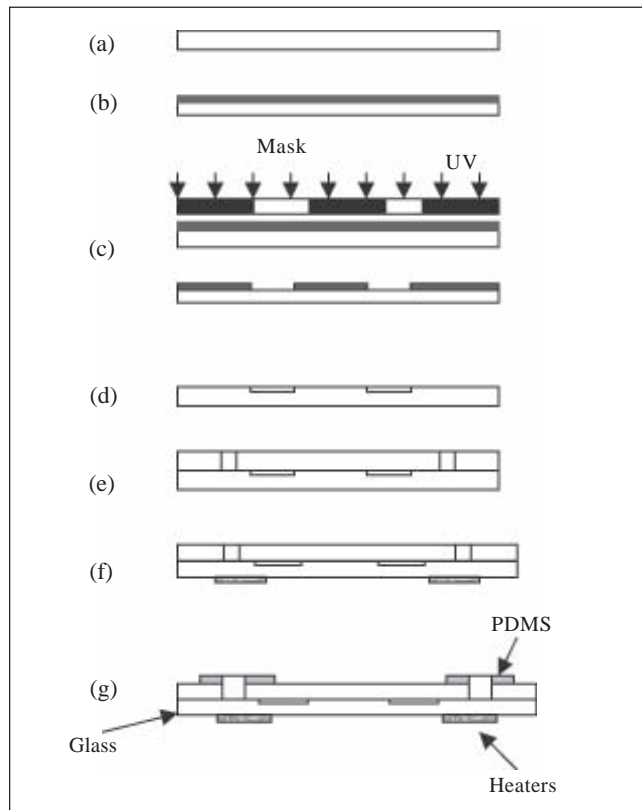 (a)
(b)
Mask
UV
(c)
(d)
(e)
(f)
PDMS
(g)
Glass
Heaters